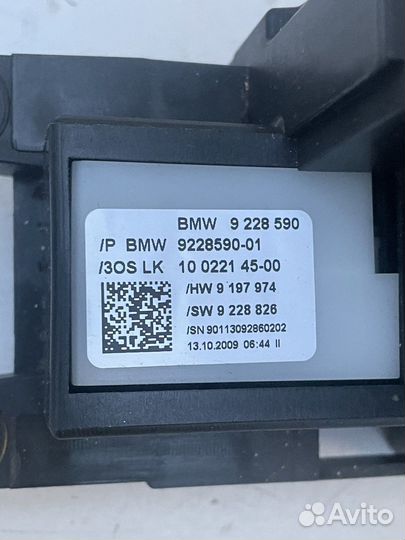 BMW 9 228 590
/P BMW 9228590-01
/3OS LK 10 0221 45-00
/HW 9 197 974
/SW 9 228 826
/SN 90113092860202
13.10.2009 06:44 II
Avito